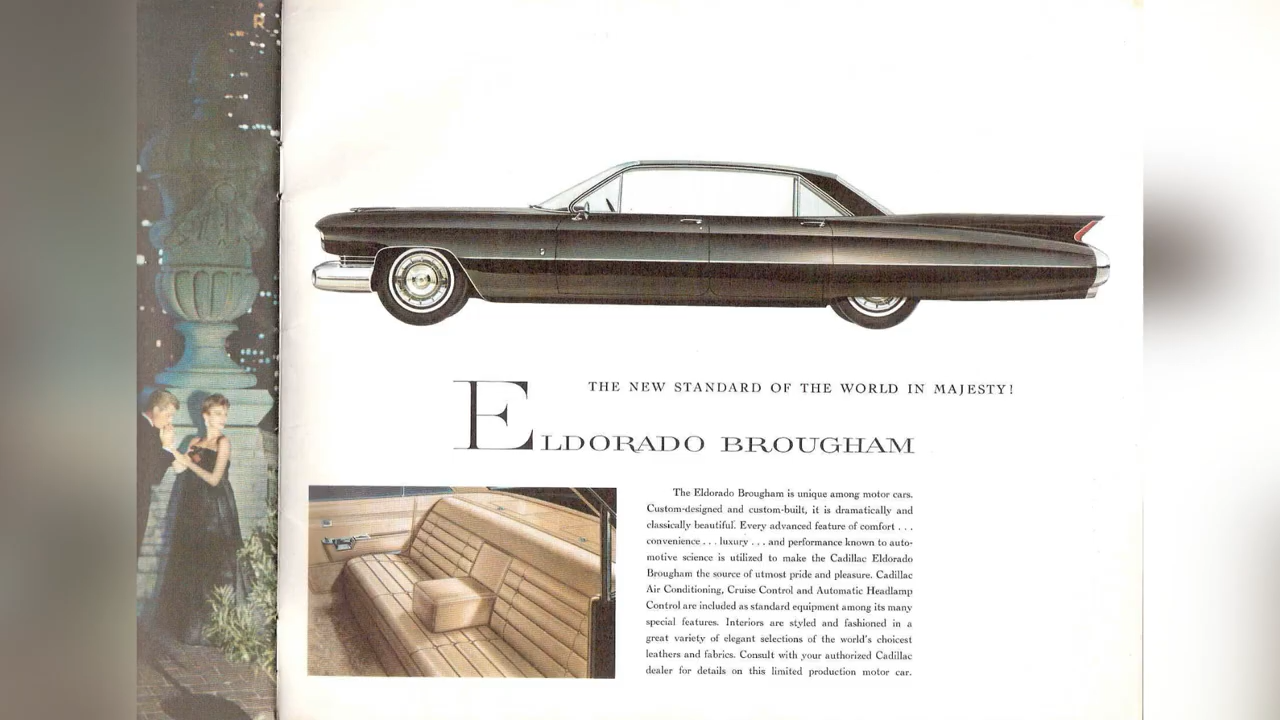 THE NEW STANDARD OF THE WORLD IN MAJESTY!
ELDORADO BROUGHAM
The Eldorado Brougham is unique among motor cars.
Custom-designed and custom-built, it is dramatically and
classically beautiful. Every advanced feature of comfort . . .
convenience . . . luxury . . . and performance known to auto-
motive science is utilized to make the Cadillac Eldorado
Brougham the source of utmost pride and pleasure. Cadillac
Air Conditioning, Cruise Control and Automatic Headlamp
Control are included as standard equipment among its many
special features. Interiors are styled and fashioned in a
great variety of elegant selections of the world's choicest
leathers and fabrics. Consult with your authorized Cadillac
dealer for details on this limited production motor car.